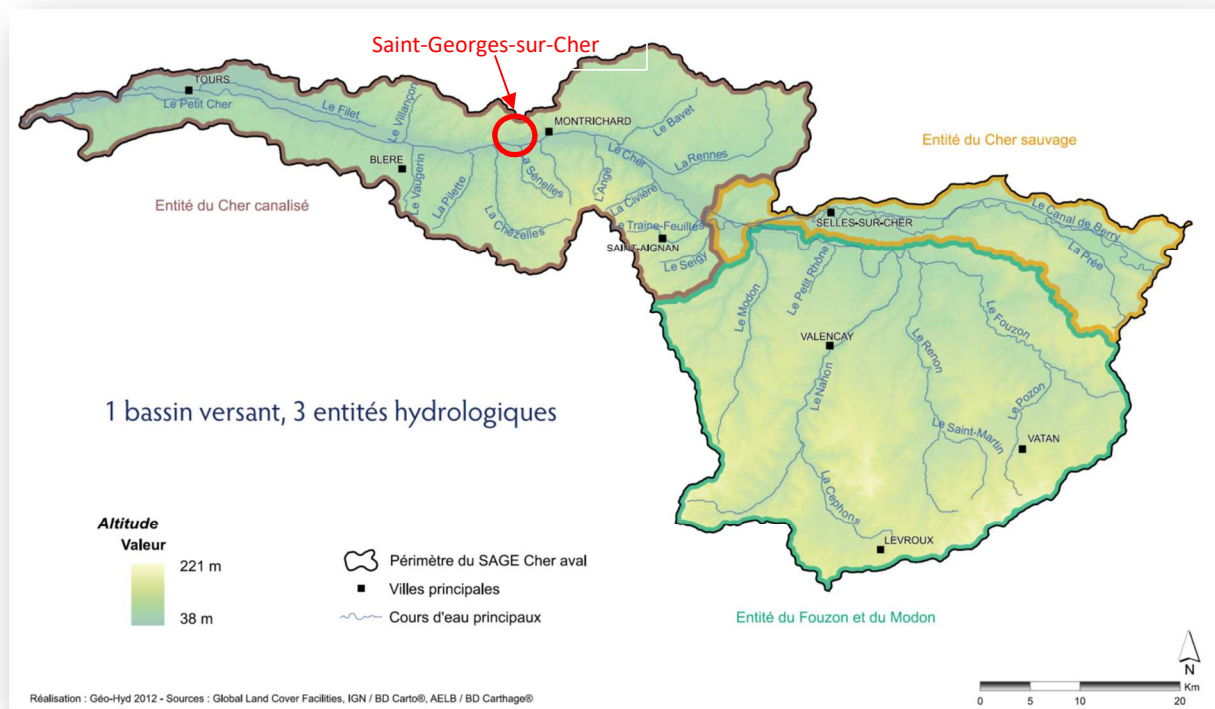 Saint-Georges-sur-Cher
TOURS
Le Petit Cher
Le Filet
Le Villançon
MONTRICHARD
Le Bavet
Le Cher
La Rennes
BLERE
Le Vaugerin
La Pilette
La Sénelles
L'Ange
La Civière
La Chézelles
Le Traine-Feuilles
SAINT-AIGNAN
Le Seigy
Entité du Cher canalisé
Entité du Cher sauvage
SELLES-SUR-CHER
Le Canal de Berry
La Prée
Le Modon
Le Petit Rhône
Le Fouzon
VALENCAY
Le Renon
Le Nahon
Le Pozon
Le Saint-Martin
VATAN
La Cephons
LEVROUX
1 bassin versant, 3 entités hydrologiques
Altitude
Valeur
221 m
38 m
Périmètre du SAGE Cher aval
Villes principales
Cours d'eau principaux
Entité du Fouzon et du Modon
N
Km
0 5 10 20
Réalisation : Géo-Hyd 2012 - Sources : Global Land Cover Facilities, IGN / BD Carto®, AELB / BD Carthage®